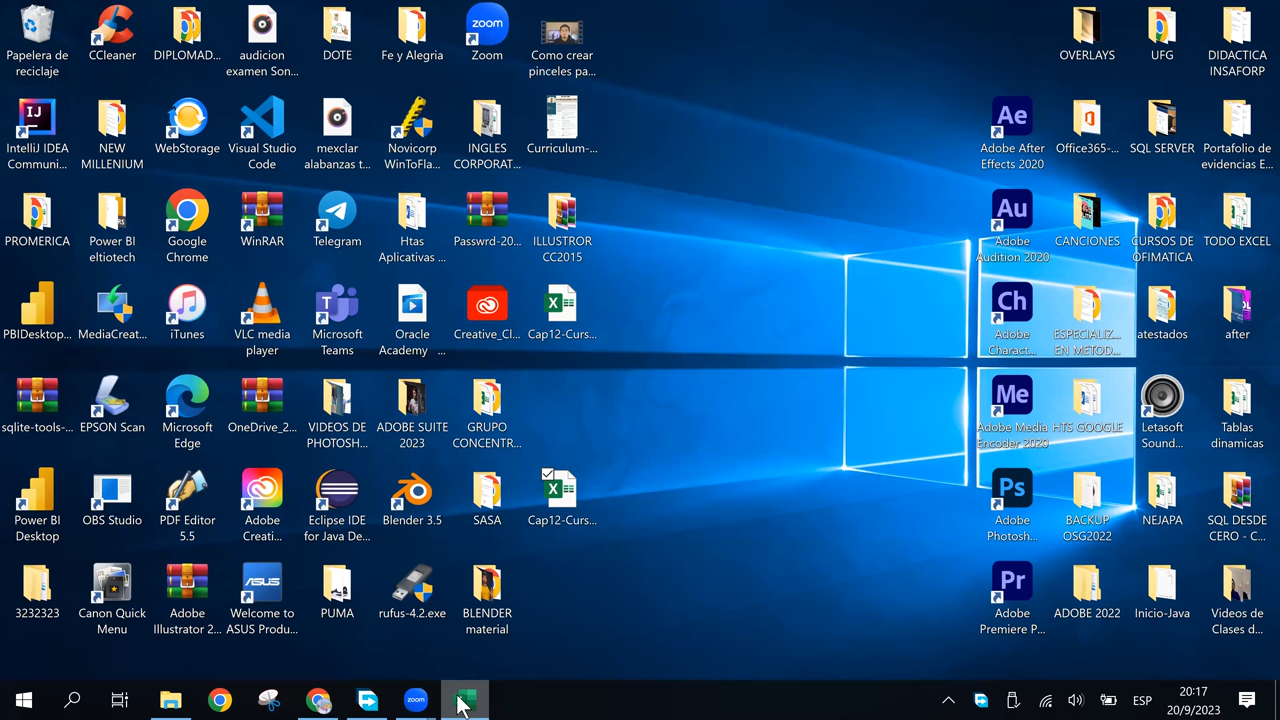 Papelera de
reciclaje
CCleaner
DIPLOMAD...
audicion
examen Son...
DOTE
Fe y Alegria
zoom
Zoom
Como crear
pinceles pa...
OVERLAYS
UFG
DIDACTICA
INSAFORP
IJ
IntelliJ IDEA
Communi...
NEW
MILLENIUM
WebStorage
Visual Studio
Code
mexclar
alabanzas t...
Novicorp
WinToFla...
INGLES
CORPORAT...
Curriculum-...
Ae
Adobe After
Effects 2020
Office365-...
SQL SERVER
Portafolio de
evidencias E...
PROMERICA
Power BI
eltiotech
Google
Chrome
WinRAR
Telegram
Htas
Aplicativas ...
Passwrd-20...
ILLUSTROR
CC2015
Au
Adobe
Audition 2020
CANCIONES
CURSOS DE
OFIMATICA
TODO EXCEL
PBIDesktop...
MediaCreat...
iTunes
VLC media
player
Microsoft
Teams
Oracle
Academy ...
Creative_Cl...
Cap12-Curs...
Ch
Adobe
Charact...
ESPECIALIZ...
EN METOD...
atestados
after
sqlite-tools-...
EPSON Scan
Microsoft
Edge
OneDrive_2...
VIDEOS DE
PHOTOSH...
ADOBE SUITE
2023
GRUPO
CONCENTR...
Me
Adobe Media
Encoder 2020
HTS GOOGLE
Letasoft
Sound...
Tablas
dinamicas
Power BI
Desktop
OBS Studio
PDF Editor
5.5
Adobe
Creati...
Eclipse IDE
for Java De...
Blender 3.5
SASA
Cap12-Curs...
Ps
Adobe
Photosh...
BACKUP
OSG2022
NEJAPA
SQL DESDE
CERO - C...
3232323
Canon Quick
Menu
Adobe
Illustrator 2...
ASUS
Welcome to
ASUS Produ...
PUMA
rufus-4.2.exe
BLENDER
material
Pr
Adobe
Premiere P...
ADOBE 2022
Inicio-Java
Videos de
Clases d...
zoom
ESP
20:17
20/9/2023